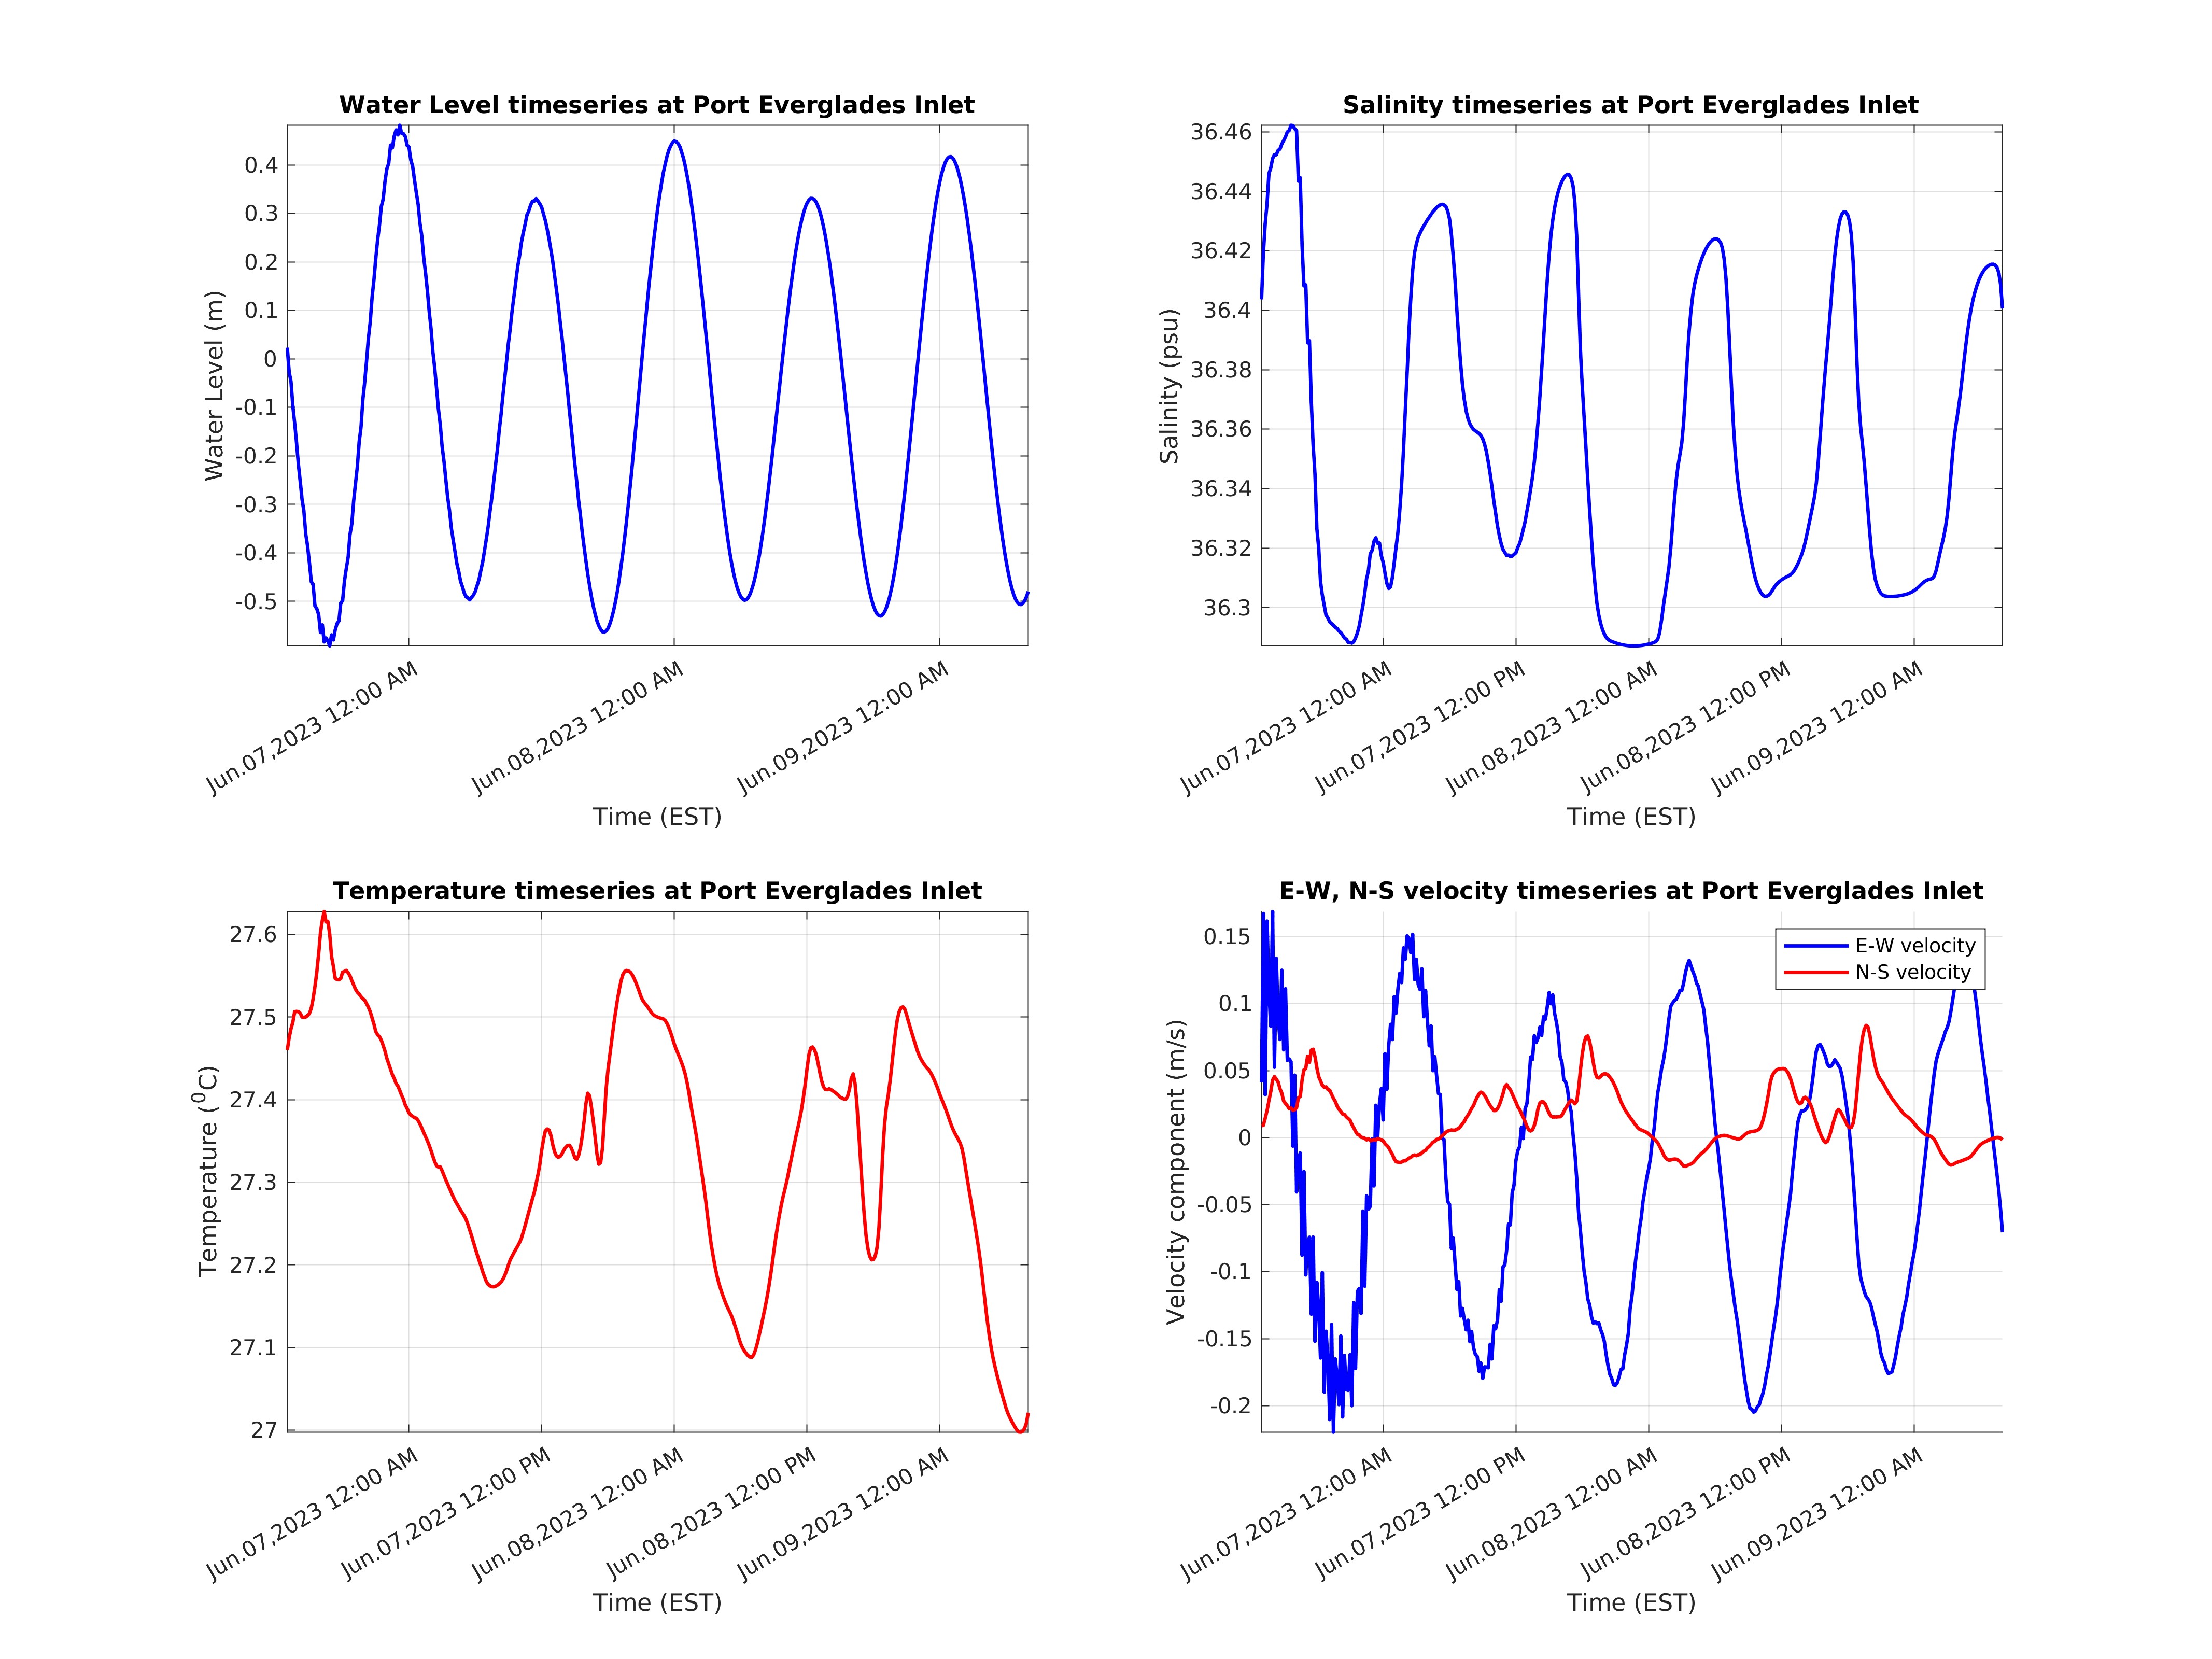 Water Level timeseries at Port Everglades Inlet
0.4
0.3
0.2
0.1
0
-0.1
-0.2
-0.3
-0.4
-0.5
Water Level (m)
Jun.07,2023 12:00 AM
Jun.08,2023 12:00 AM
Jun.09,2023 12:00 AM
Time (EST)
Salinity timeseries at Port Everglades Inlet
36.46
36.44
36.42
36.4
36.38
36.36
36.34
36.32
36.3
Salinity (psu)
Jun.07,2023 12:00 AM
Jun.07,2023 12:00 PM
Jun.08,2023 12:00 AM
Jun.08,2023 12:00 PM
Jun.09,2023 12:00 AM
Time (EST)
Temperature timeseries at Port Everglades Inlet
27.6
27.5
27.4
27.3
27.2
27.1
27
Temperature (⁰C)
Jun.07,2023 12:00 AM
Jun.07,2023 12:00 PM
Jun.08,2023 12:00 AM
Jun.08,2023 12:00 PM
Jun.09,2023 12:00 AM
Time (EST)
E-W, N-S velocity timeseries at Port Everglades Inlet
E-W velocity
N-S velocity
0.15
0.1
0.05
0
-0.05
-0.1
-0.15
-0.2
Velocity component (m/s)
Jun.07,2023 12:00 AM
Jun.07,2023 12:00 PM
Jun.08,2023 12:00 AM
Jun.08,2023 12:00 PM
Jun.09,2023 12:00 AM
Time (EST)